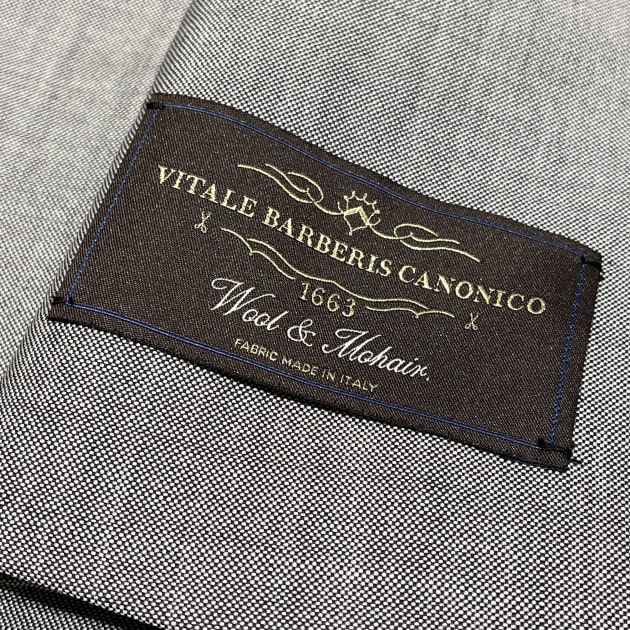 VITALE BARBERIS CANONICO
1663
Wool & Mohair.
FABRIC MADE IN ITALY